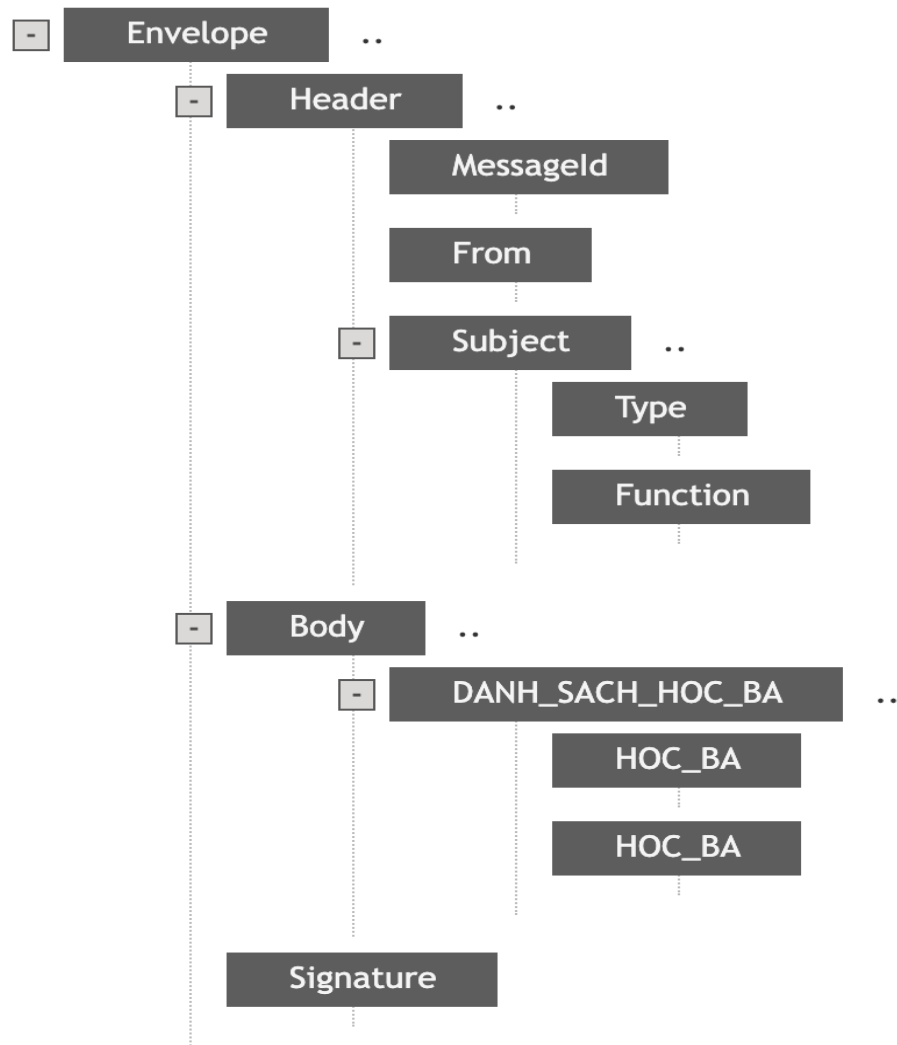 - Envelope ..
- Header ..
MessageId
From
- Subject ..
Type
Function
- Body ..
- DANH_SACH_HOC_BA ..
HOC_BA
HOC_BA
Signature